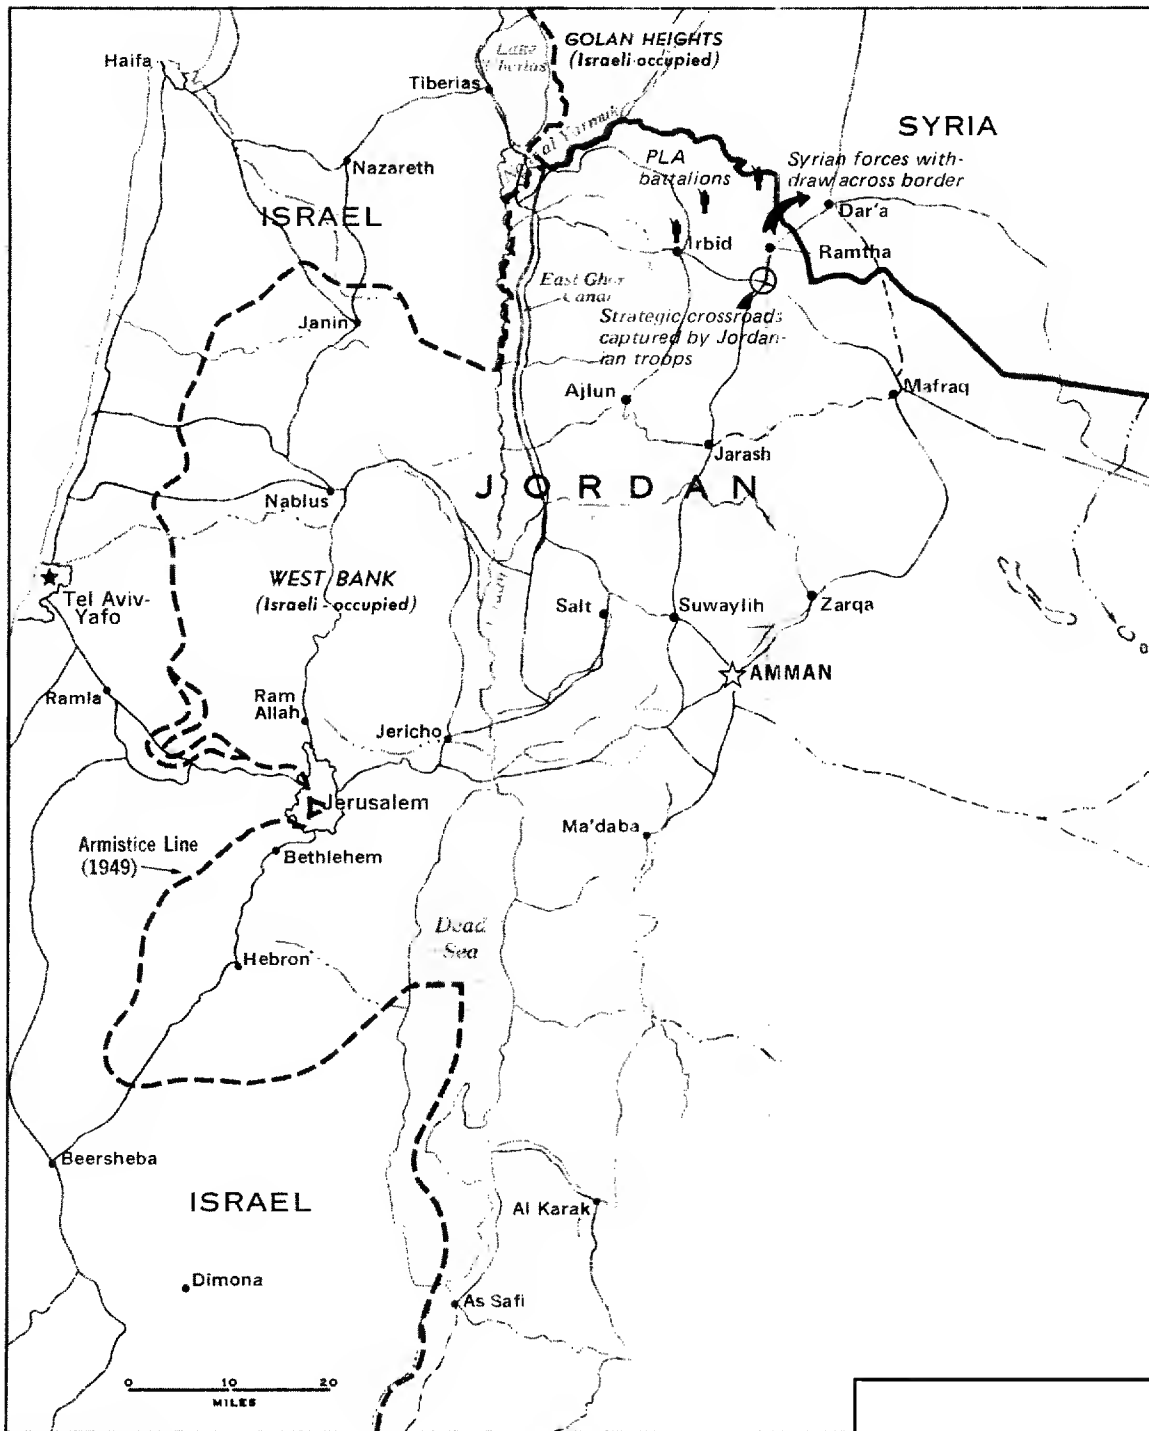 Haifa
GOLAN HEIGHTS
(Israeli-occupied)
Lake
Tiberias
Tiberias
SYRIA
Yarmuk
Nazareth
PLA
battalions
Syrian forces with-
draw across border
ISRAEL
Dar'a
Irbid
Ramtha
East Ghor
Canal
Janin
Strategic crossroads
captured by Jordan-
ian troops
Ajlun
Mafraq
Jarash
JORDAN
Nablus
WEST BANK
(Israeli-occupied)
Tel Aviv-
Yafo
Salt
Suwaylih
Zarqa
AMMAN
Ramla
Ram
Allah
Jericho
Jerusalem
Ma'daba
Armistice Line
(1949)
Bethlehem
Dead
Sea
Hebron
Beersheba
ISRAEL
Al Karak
Dimona
As Safi
0 10 20
MILES